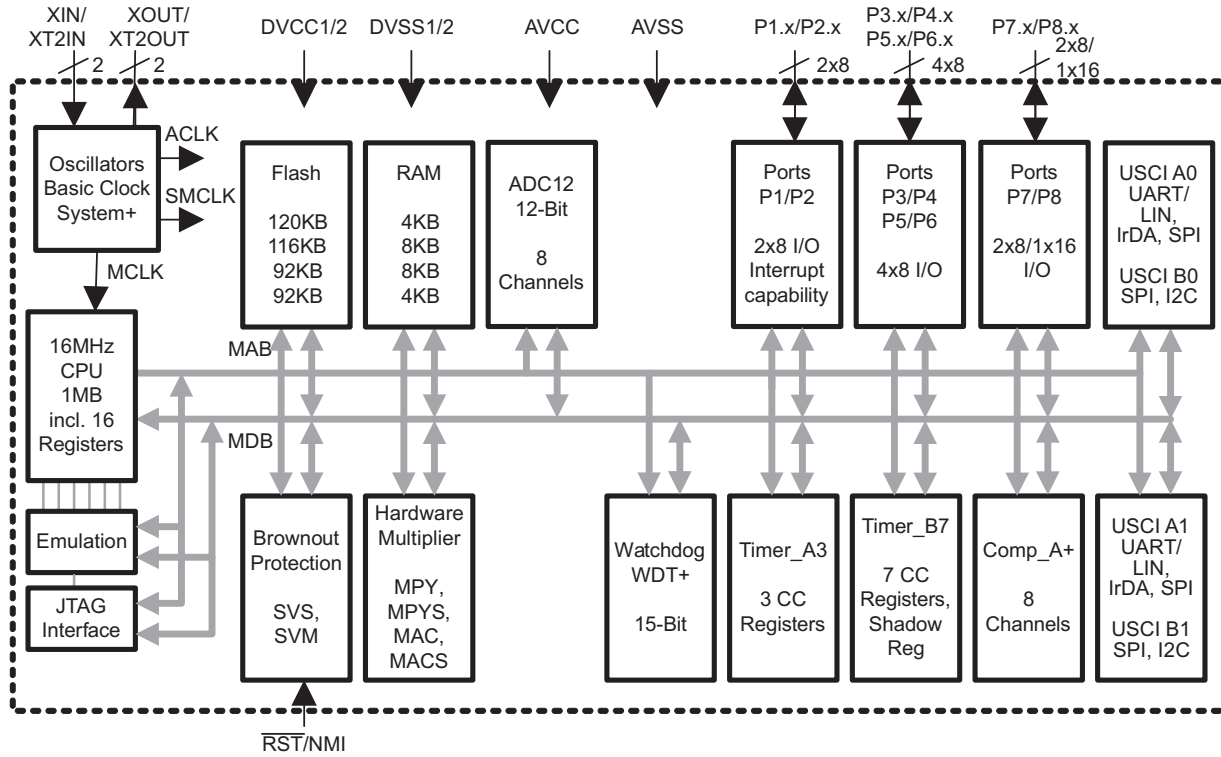 XIN/
XT2IN
2
XOUT/
XT2OUT
2
DVCC1/2
DVSS1/2
AVCC
AVSS
P1.x/P2.x
2x8
P3.x/P4.x
P5.x/P6.x
4x8
P7.x/P8.x
2x8/
1x16
Oscillators
Basic Clock
System+
ACLK
SMCLK
MCLK
Flash
120KB
116KB
92KB
92KB
RAM
4KB
8KB
8KB
4KB
ADC12
12-Bit
8
Channels
Ports
P1/P2
2x8 I/O
Interrupt
capability
Ports
P3/P4
P5/P6
4x8 I/O
Ports
P7/P8
2x8/1x16
I/O
USCI A0
UART/
LIN,
IrDA, SPI
USCI B0
SPI, I2C
16MHz
CPU
1MB
incl. 16
Registers
MAB
MDB
Emulation
JTAG
Interface
Brownout
Protection
SVS,
SVM
Hardware
Multiplier
MPY,
MPYS,
MAC,
MACS
Watchdog
WDT+
15-Bit
Timer_A3
3 CC
Registers
Timer_B7
7 CC
Registers,
Shadow
Reg
Comp_A+
8
Channels
USCI A1
UART/
LIN,
IrDA, SPI
USCI B1
SPI, I2C
RST/NMI